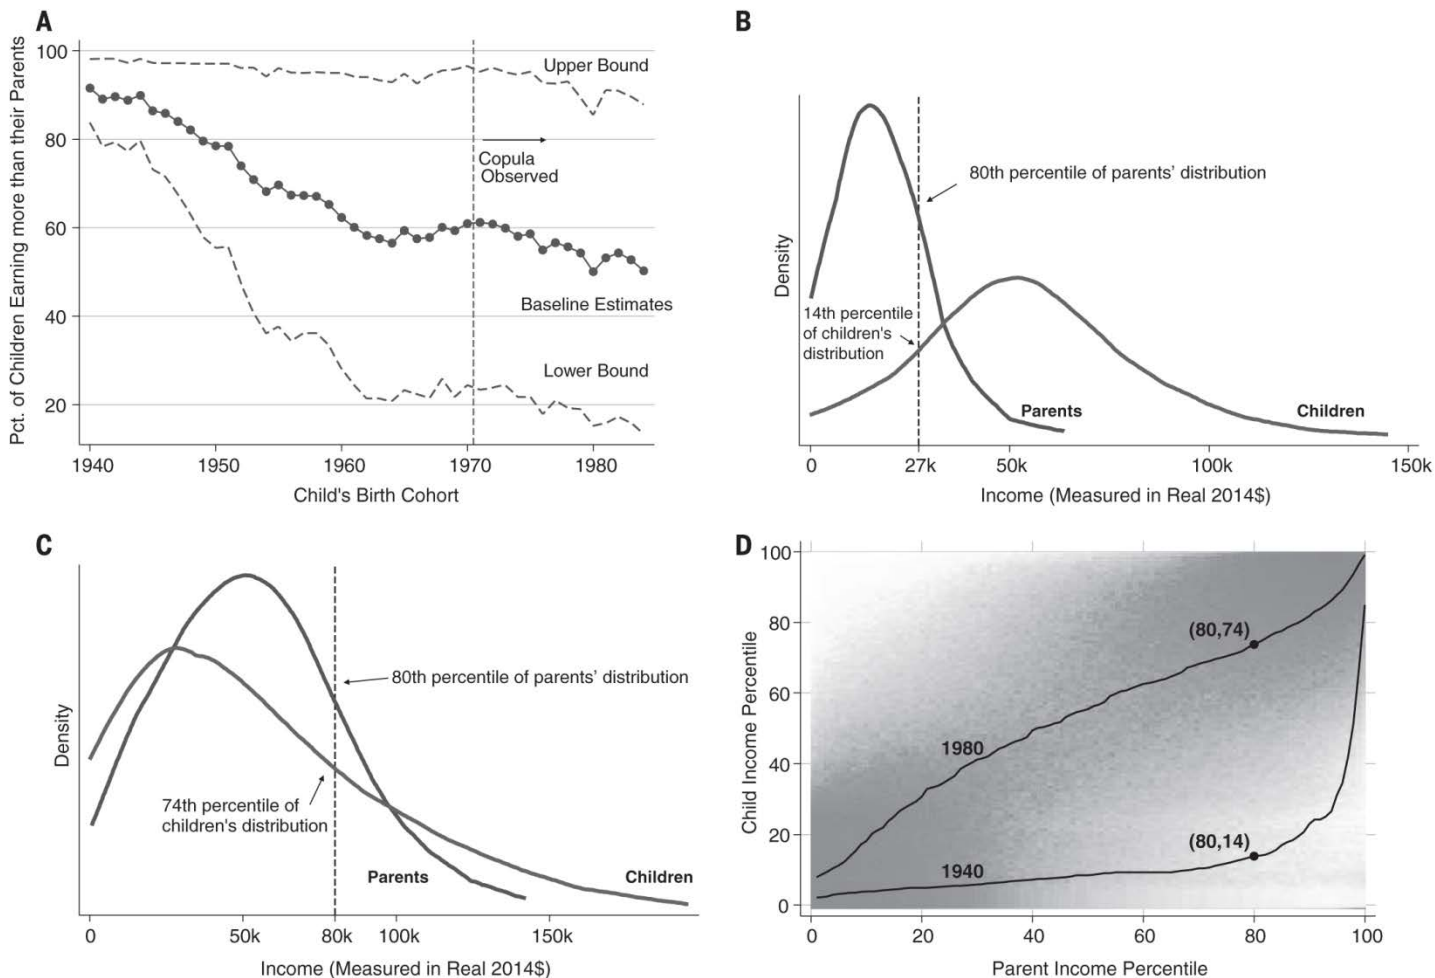 A
Pct. of Children Earning more than their Parents
100
80
60
40
20
Upper Bound
Copula
Observed
Baseline Estimates
Lower Bound
1940
1950
1960
1970
1980
Child's Birth Cohort
B
Density
80th percentile of parents' distribution
14th percentile
of children's
distribution
Parents
Children
0
27k
50k
100k
150k
Income (Measured in Real 2014$)
C
Density
80th percentile of parents' distribution
74th percentile of
children's distribution
Parents
Children
0
50k
80k
100k
150k
Income (Measured in Real 2014$)
D
Child Income Percentile
100
80
60
40
20
0
(80,74)
1980
(80,14)
1940
0
20
40
60
80
100
Parent Income Percentile